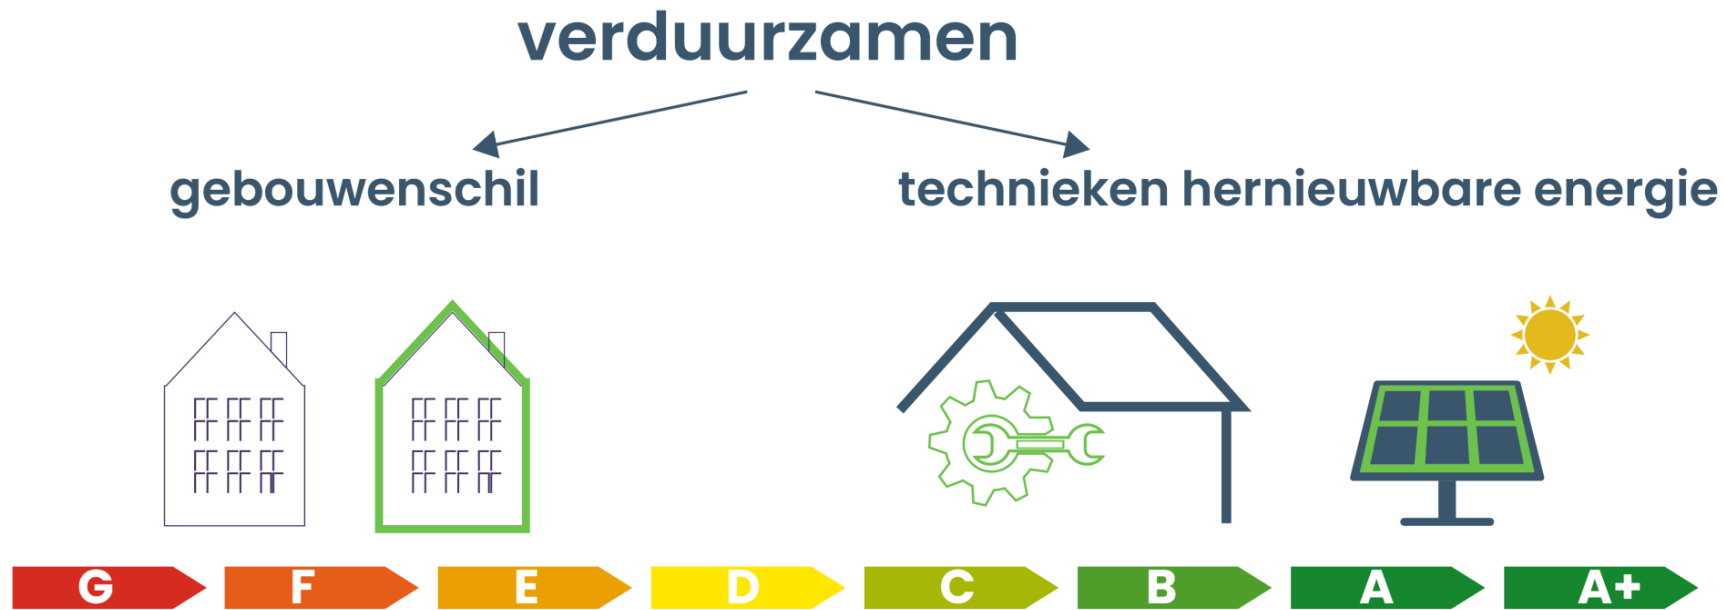 verduurzamen
gebouwenschil
technieken hernieuwbare energie
G
F
E
D
C
B
A
A+